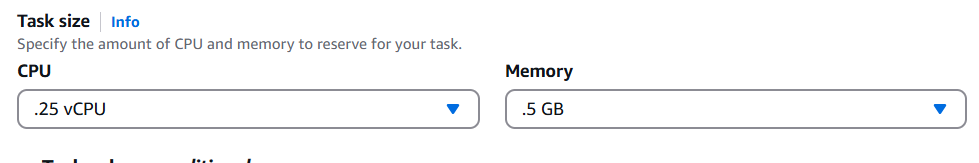 Task size Info
Specify the amount of CPU and memory to reserve for your task.
CPU Memory
.25 vCPU .5 GB